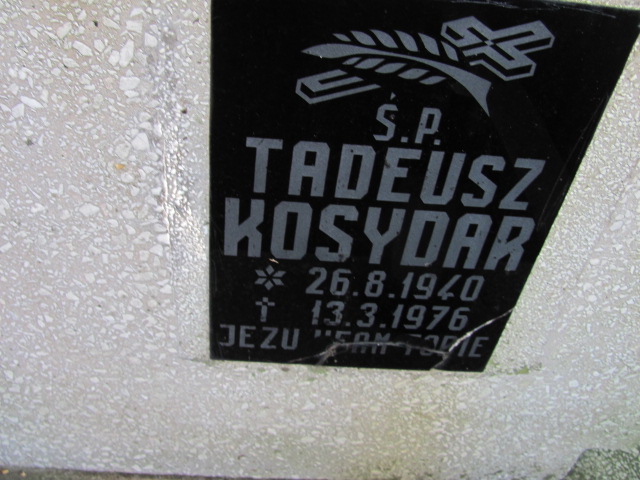 Ś.P.
TADEUSZ
KOSYDAR
* 26.8.1940
† 13.3.1976
JEZU